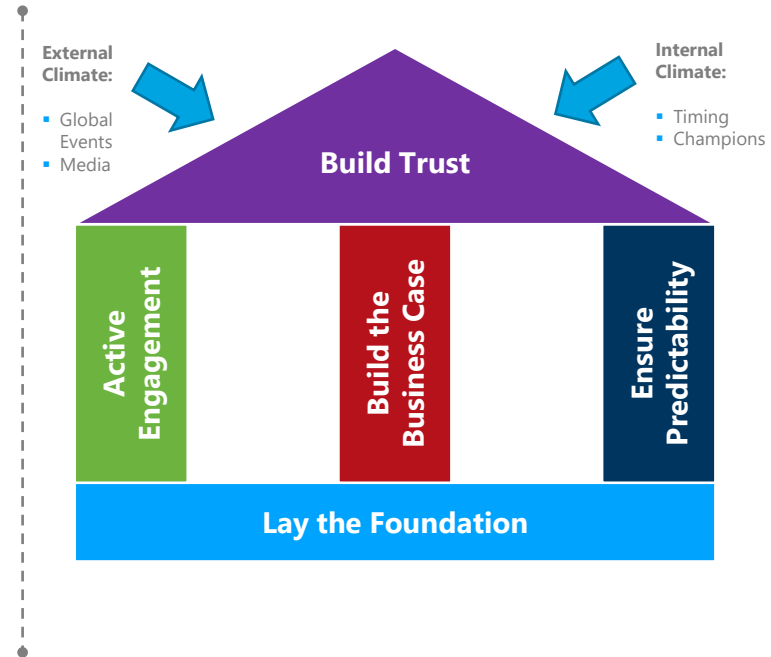 External
Climate:
▪ Global
Events
▪ Media
Internal
Climate:
▪ Timing
▪ Champions
Build Trust
Active
Engagement
Build the
Business Case
Ensure
Predictability
Lay the Foundation